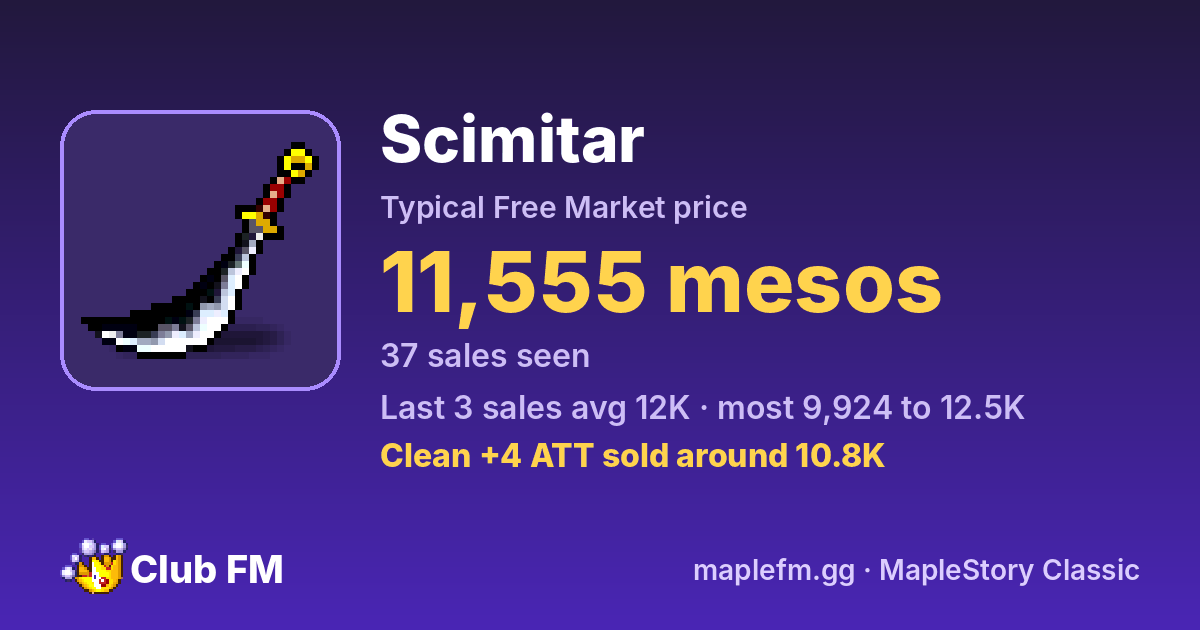 Scimitar
Typical Free Market price
11,555 mesos
37 sales seen
Last 3 sales avg 12K · most 9,924 to 12.5K
Clean +4 ATT sold around 10.8K
Club FM
maplefm.gg · MapleStory Classic